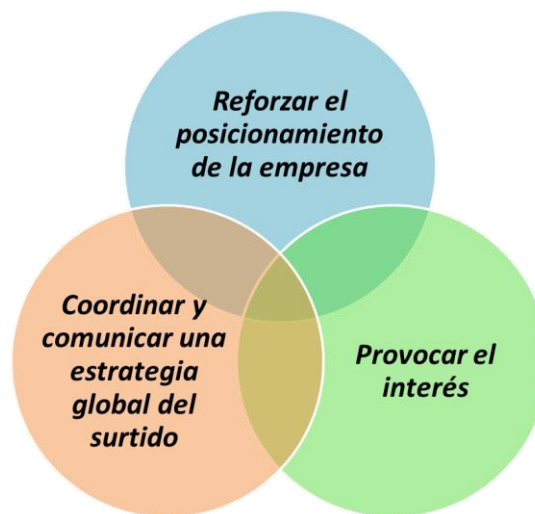 Reforzar el
posicionamiento
de la empresa
Coordinar y
comunicar una
estrategia
global del
surtido
Provocar el
interés